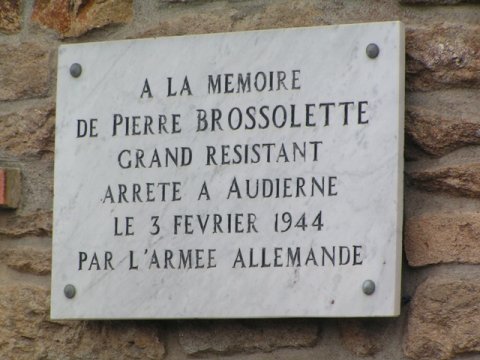 A LA MEMOIRE
DE PIERRE BROSSOLETTE
GRAND RESISTANT
ARRETE A AUDIERNE
LE 3 FEVRIER 1944
PAR L'ARMEE ALLEMANDE